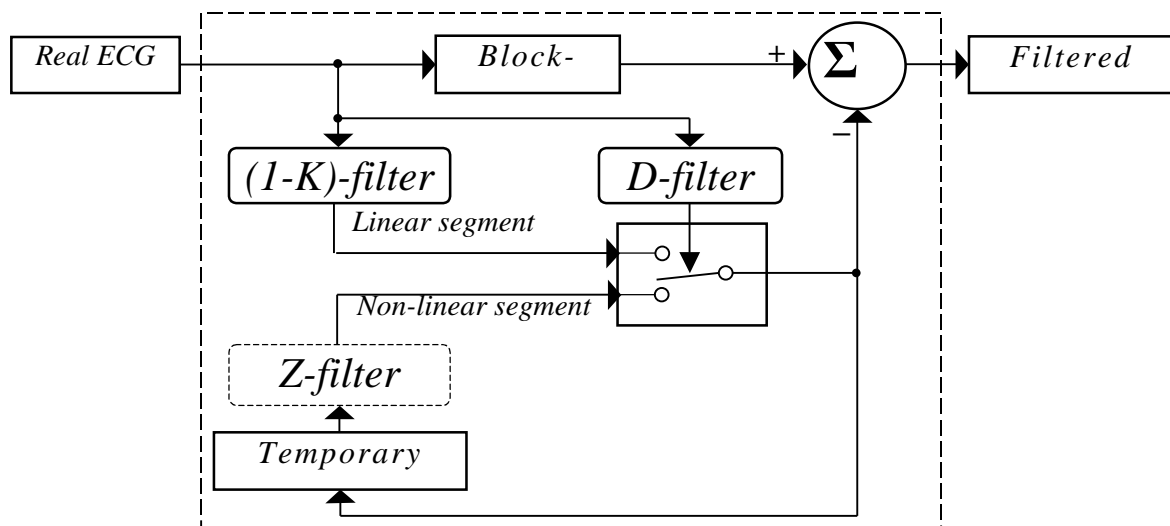 Real ECG
Block-
+
Σ
Filtered
−
(1-K)-filter
D-filter
Linear segment
Non-linear segment
Z-filter
Temporary